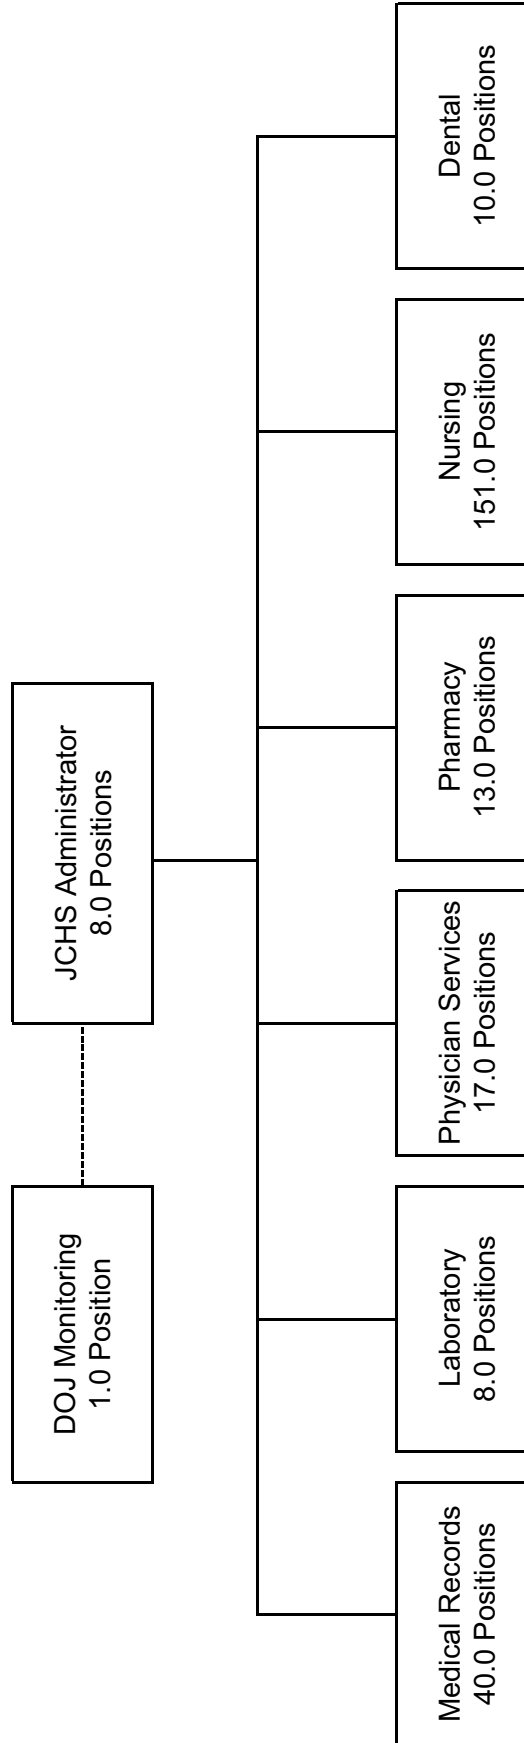 DOJ Monitoring
1.0 Position
JCHS Administrator
8.0 Positions
Medical Records
40.0 Positions
Laboratory
8.0 Positions
Physician Services
17.0 Positions
Pharmacy
13.0 Positions
Nursing
151.0 Positions
Dental
10.0 Positions